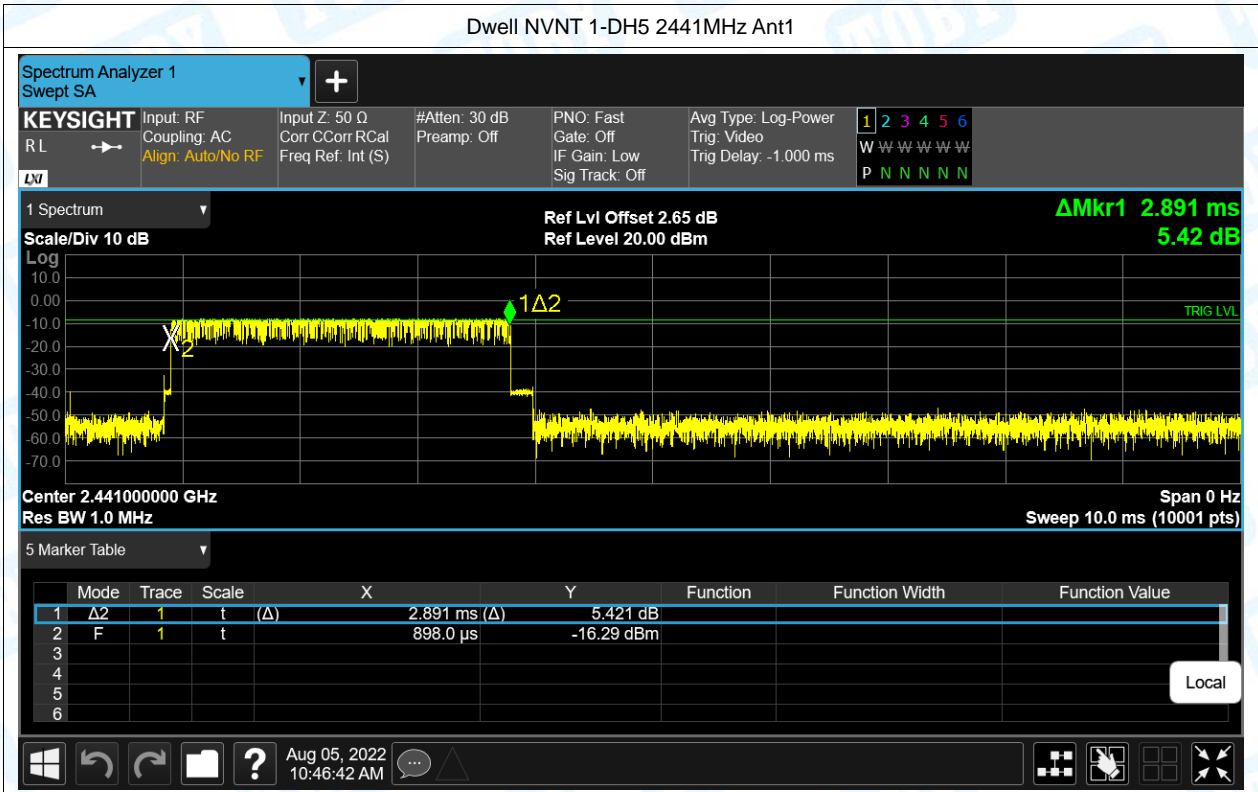 Dwell NVNT 1-DH5 2441MHz Ant1
Spectrum Analyzer 1
Swept SA
+
KEYSIGHT
RL
LXI
Input: RF
Coupling: AC
Align: Auto/No RF
Input Z: 50 Ω
Corr CCorr RCal
Freq Ref: Int (S)
#Atten: 30 dB
Preamp: Off
PNO: Fast
Gate: Off
IF Gain: Low
Sig Track: Off
Avg Type: Log-Power
Trig: Video
Trig Delay: -1.000 ms
1 2 3 4 5 6
W W W W W W
P N N N N N
1 Spectrum
Scale/Div 10 dB
Ref Lvl Offset 2.65 dB
Ref Level 20.00 dBm
ΔMkr1 2.891 ms
5.42 dB
Log
10.0
0.00
-10.0
-20.0
-30.0
-40.0
-50.0
-60.0
-70.0
1Δ2
TRIG LVL
X2
Center 2.441000000 GHz
Res BW 1.0 MHz
Span 0 Hz
Sweep 10.0 ms (10001 pts)
5 Marker Table
Mode Trace Scale X Y Function Function Width Function Value
1 Δ2 1 t (Δ) 2.891 ms (Δ) 5.421 dB
2 F 1 t 898.0 µs -16.29 dBm
3
4
5
6
Local
?
Aug 05, 2022
10:46:42 AM